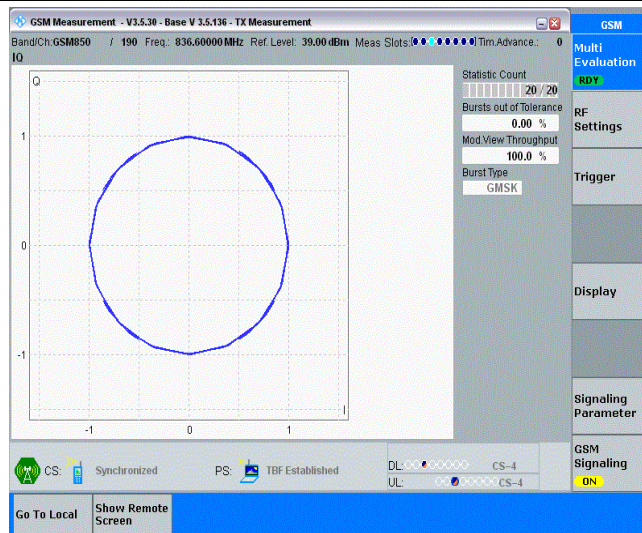 GSM Measurement - V3.5.30 - Base V 3.5.136 - TX Measurement
GSM
Band/Ch:GSM850 / 190 Freq.: 836.60000 MHz Ref. Level: 39.00 dBm Meas Slots: Tim.Advance.: 0
IQ
Multi
Evaluation
RDY
Q
1
0
-1
-1 0 1
I
Statistic Count
20 / 20
Bursts out of Tolerance
0.00 %
Mod.View Throughput
100.0 %
Burst Type
GMSK
RF
Settings
Trigger
Display
Signaling
Parameter
GSM
Signaling
ON
CS: Synchronized PS: TBF Established
DL: CS-4
UL: CS-4
Go To Local
Show Remote
Screen